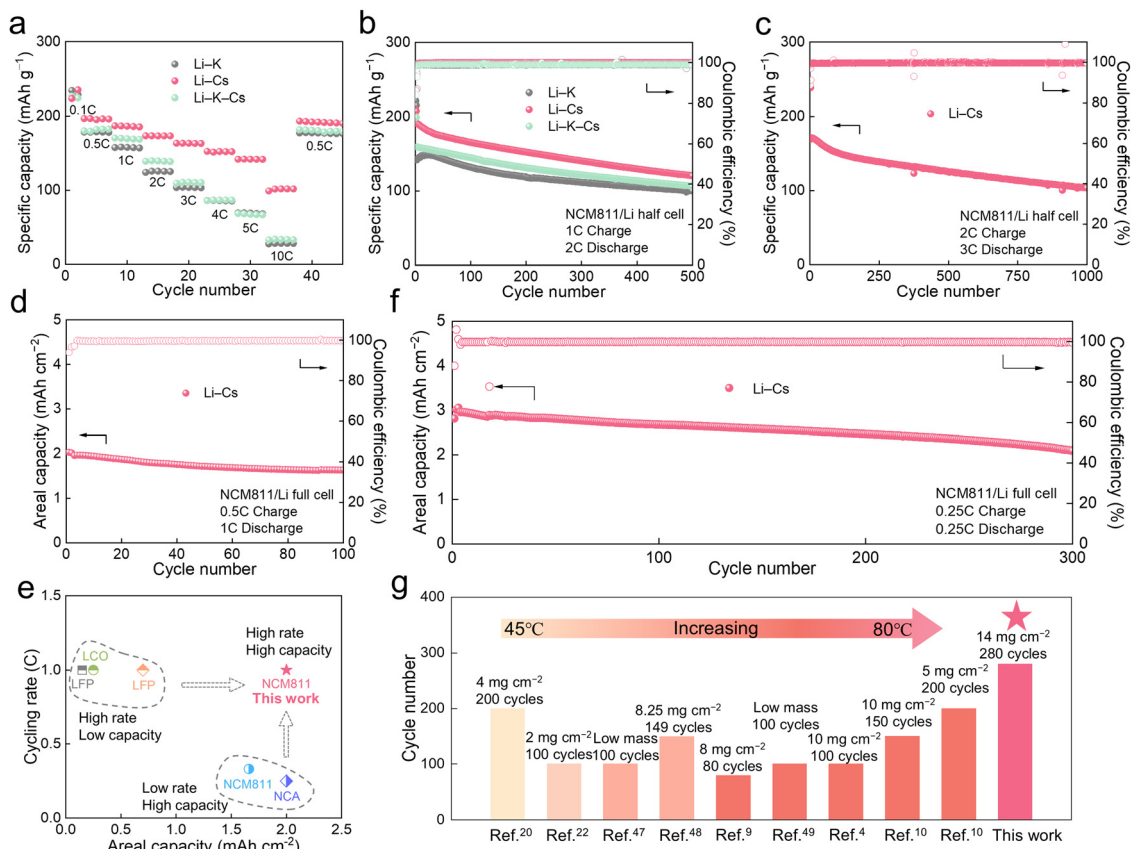 a
300
200
100
0
Specific capacity (mAh g⁻¹)
0
10
20
30
40
Cycle number
Li–K
Li–Cs
Li–K–Cs
0.1C
0.5C
1C
2C
3C
4C
5C
10C
0.5C
b
300
200
100
0
Specific capacity (mAh g⁻¹)
0
100
200
300
400
500
Cycle number
100
80
60
40
20
0
Coulombic efficiency (%)
Li–K
Li–Cs
Li–K–Cs
NCM811/Li half cell
1C Charge
2C Discharge
c
300
200
100
0
Specific capacity (mAh g⁻¹)
0
250
500
750
1000
Cycle number
100
80
60
40
20
0
Coulombic efficiency (%)
Li–Cs
NCM811/Li half cell
2C Charge
3C Discharge
d
5
4
3
2
1
0
Areal capacity (mAh cm⁻²)
0
20
40
60
80
100
Cycle number
100
80
60
40
20
0
Coulombic efficiency (%)
Li–Cs
NCM811/Li full cell
0.5C Charge
1C Discharge
f
5
4
3
2
1
0
Areal capacity (mAh cm⁻²)
0
100
200
300
Cycle number
100
80
60
40
20
0
Coulombic efficiency (%)
Li–Cs
NCM811/Li full cell
0.25C Charge
0.25C Discharge
e
1.5
1.0
0.5
0.0
Cycling rate (C)
0.0
0.5
1.0
1.5
2.0
2.5
Areal capacity (mAh cm⁻²)
LCO
LFP
LFP
High rate
Low capacity
High rate
High capacity
NCM811
This work
Low rate
High capacity
NCM811
NCA
g
400
300
200
100
0
Cycle number
45℃
Increasing
80℃
4 mg cm⁻²
200 cycles
2 mg cm⁻²
100 cycles
Low mass
100 cycles
8.25 mg cm⁻²
149 cycles
8 mg cm⁻²
80 cycles
Low mass
100 cycles
10 mg cm⁻²
100 cycles
10 mg cm⁻²
150 cycles
5 mg cm⁻²
200 cycles
14 mg cm⁻²
280 cycles
Ref.²⁰
Ref.²²
Ref.⁴⁷
Ref.⁴⁸
Ref.⁹
Ref.⁴⁹
Ref.⁴
Ref.¹⁰
Ref.¹⁰
This work